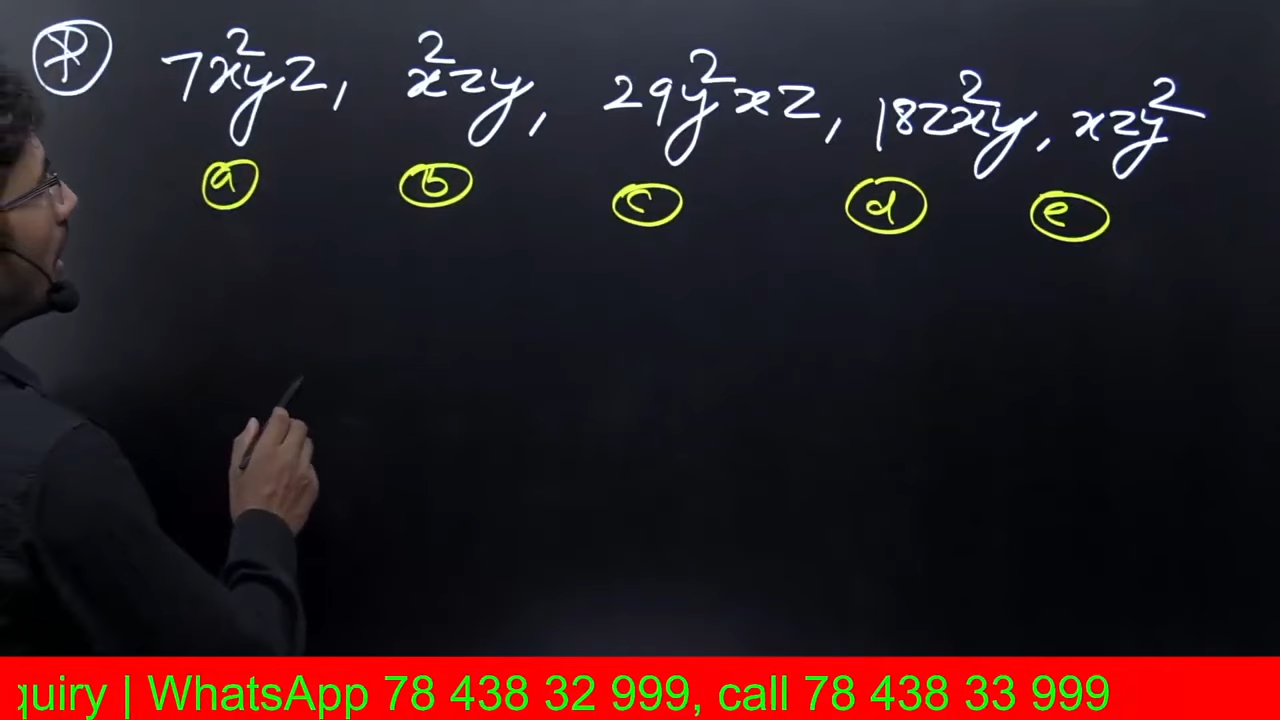 7x²yz, x²zy, 29y²xz, 18zx²y, xzy²
a b c d e
quiry | WhatsApp 78 438 32 999, call 78 438 33 999